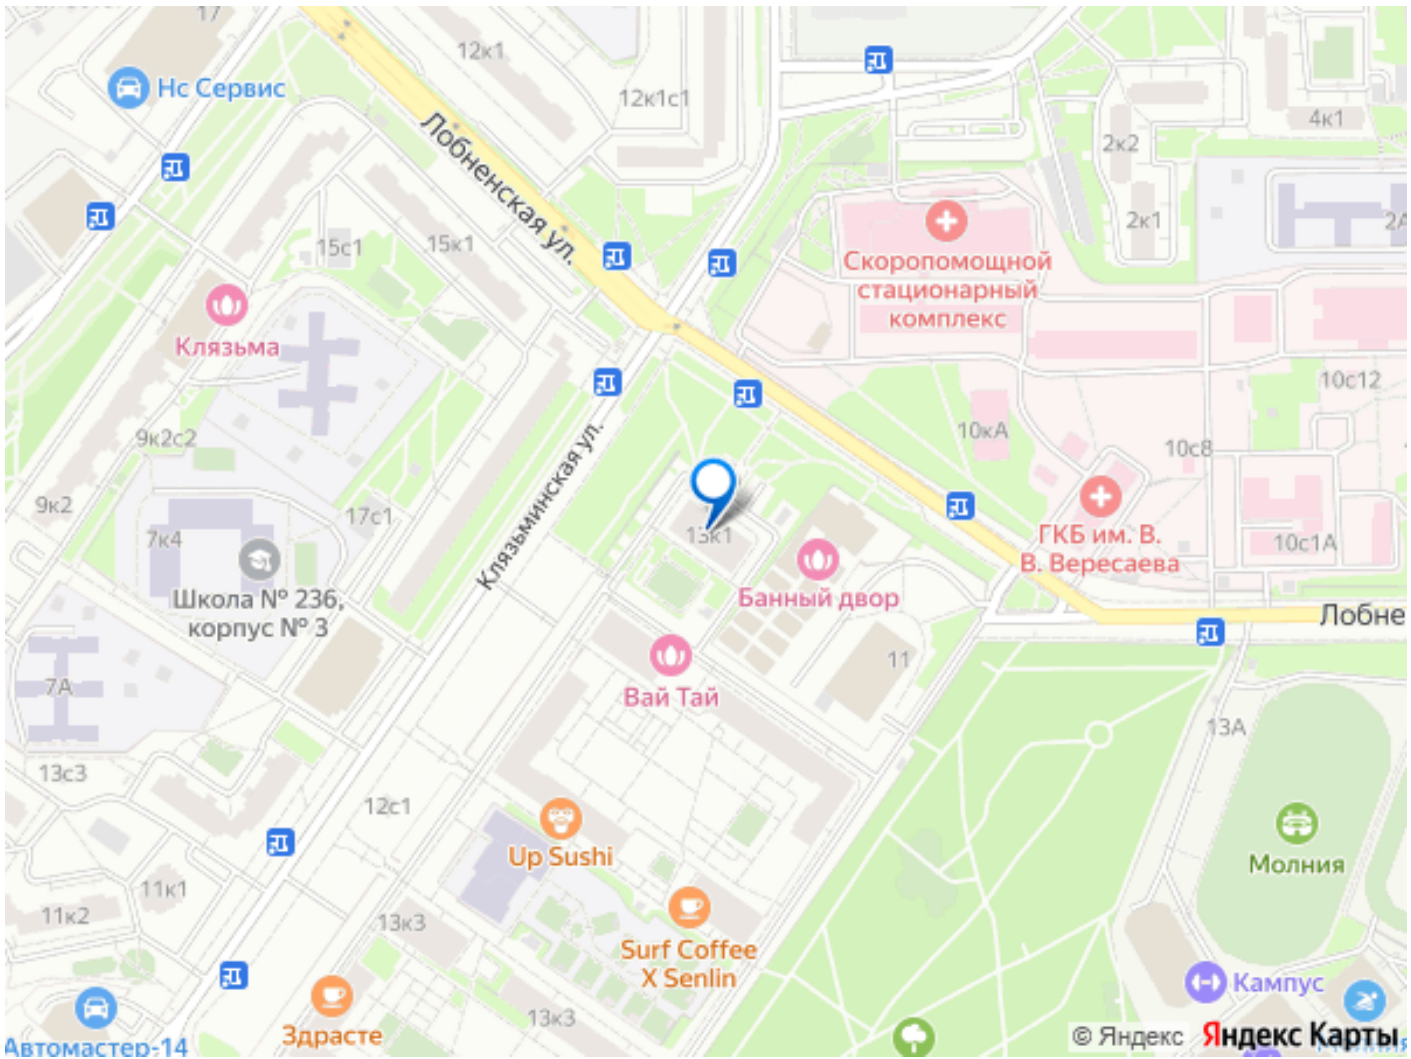 17
12к1
Нс Сервис
12к1с1
4к1
2к2
Лобненская ул.
15с1
15к1
2к1
2А
Скоропомощной
стационарный
комплекс
Клязьма
10с12
10кА
9к2с2
10с8
Клязьминская ул.
9к2
17с1
13к1
7к4
ГКБ им. В.
В. Вересаева
10с1А
Школа № 236,
корпус № 3
Банный двор
Лобне
11
7А
Вай Тай
13А
13с3
12с1
Up Sushi
Молния
11к1
11к2
13к3
Surf Coffee
X Senlin
Кампус
Здрасте
13к3
Автомастер-14
© Яндекс
Яндекс Карты